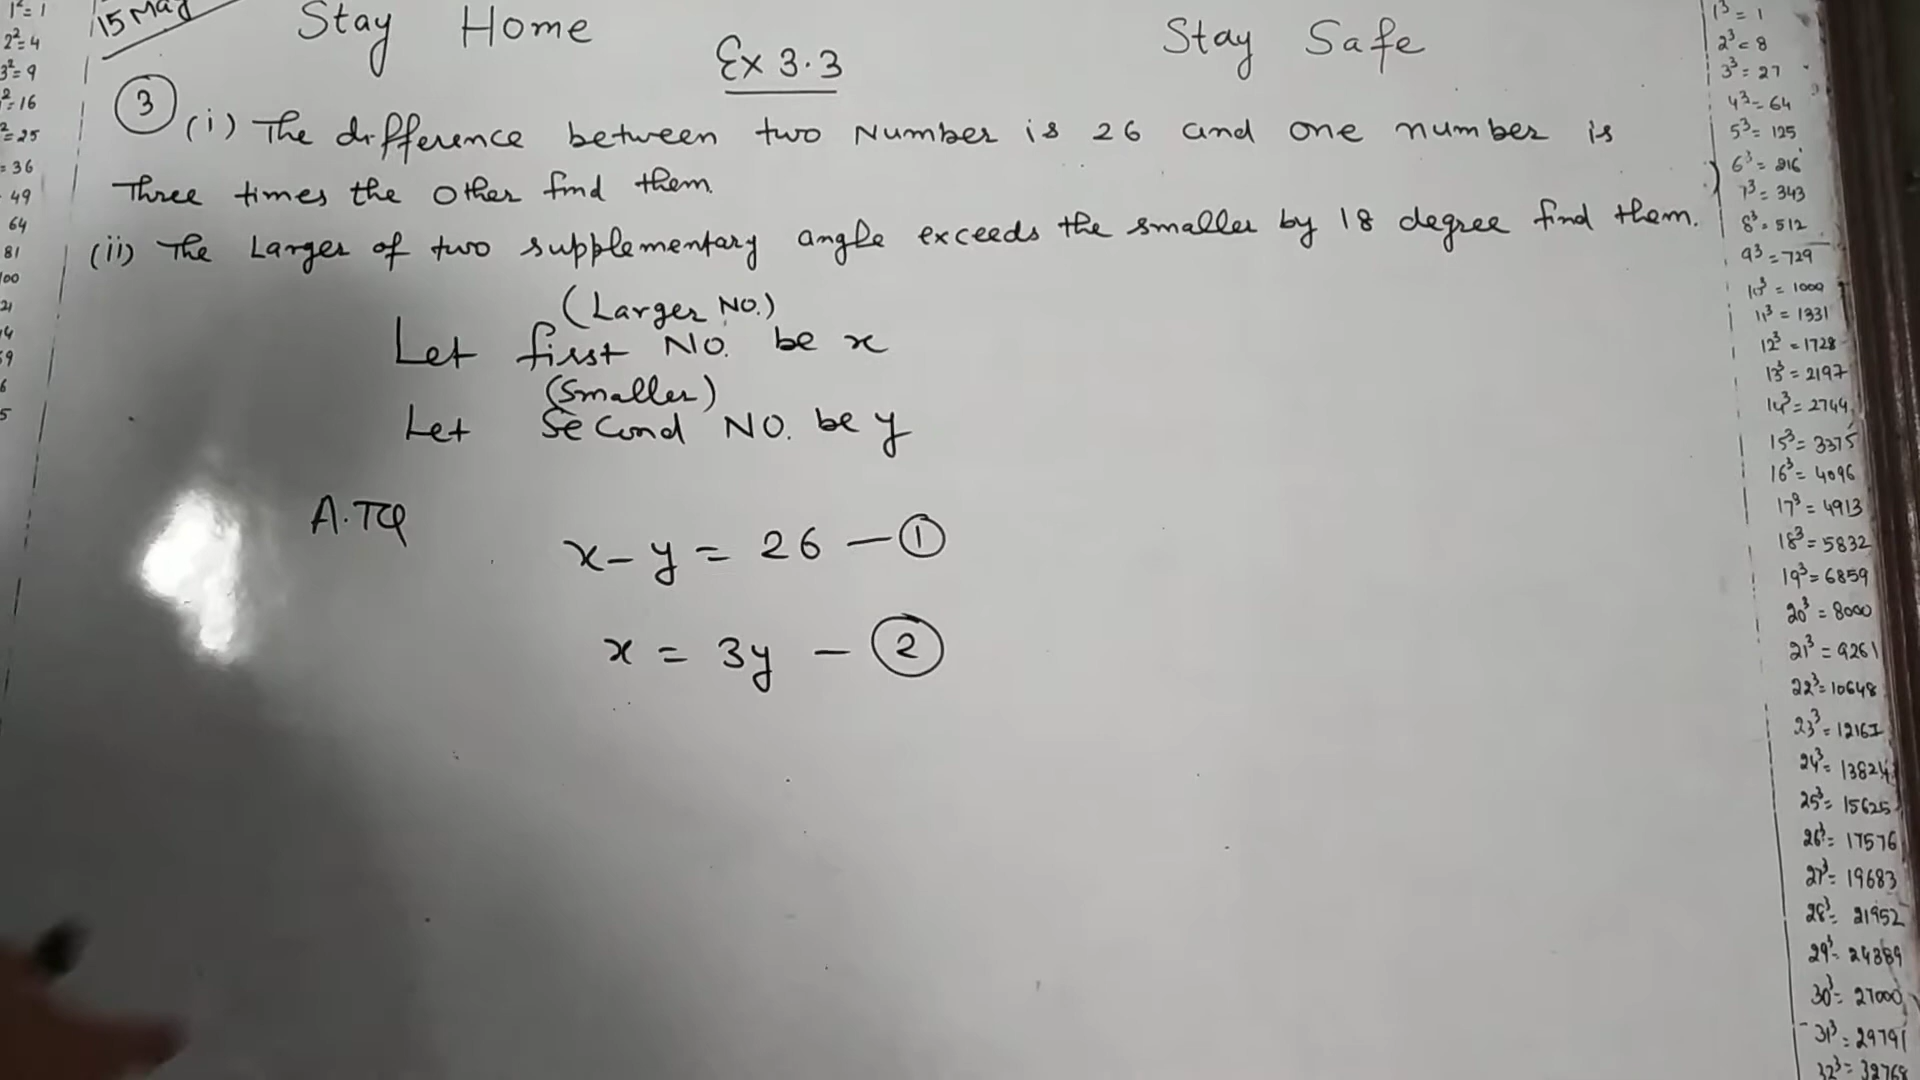 15 May
Stay Home
Stay Safe
Ex 3.3
3 (i) The difference between two Number is 26 and one number is
Three times the other find them.
(ii) The Larger of two supplementary angle exceeds the smaller by 18 degree find them.
(Larger NO.)
Let first NO. be x
(Smaller)
Let Second NO. be y
A.TQ
x - y = 26 — 1
x = 3y — 2
1² = 1
2² = 4
3² = 9
² = 16
² = 25
= 36
49
64
81
100
1³ = 1
2³ = 8
3³ = 27
4³ = 64
5³ = 125
6³ = 216
7³ = 343
8³ = 512
9³ = 729
10³ = 1000
11³ = 1331
12³ = 1728
13³ = 2197
14³ = 2744
15³ = 3375
16³ = 4096
17³ = 4913
18³ = 5832
19³ = 6859
20³ = 8000
21³ = 9261
22³ = 10648
23³ = 12167
24³ = 13824
25³ = 15625
26³ = 17576
27³ = 19683
28³ = 21952
29³ = 24389
30³ = 27000
31³ = 29791
32³ = 32768